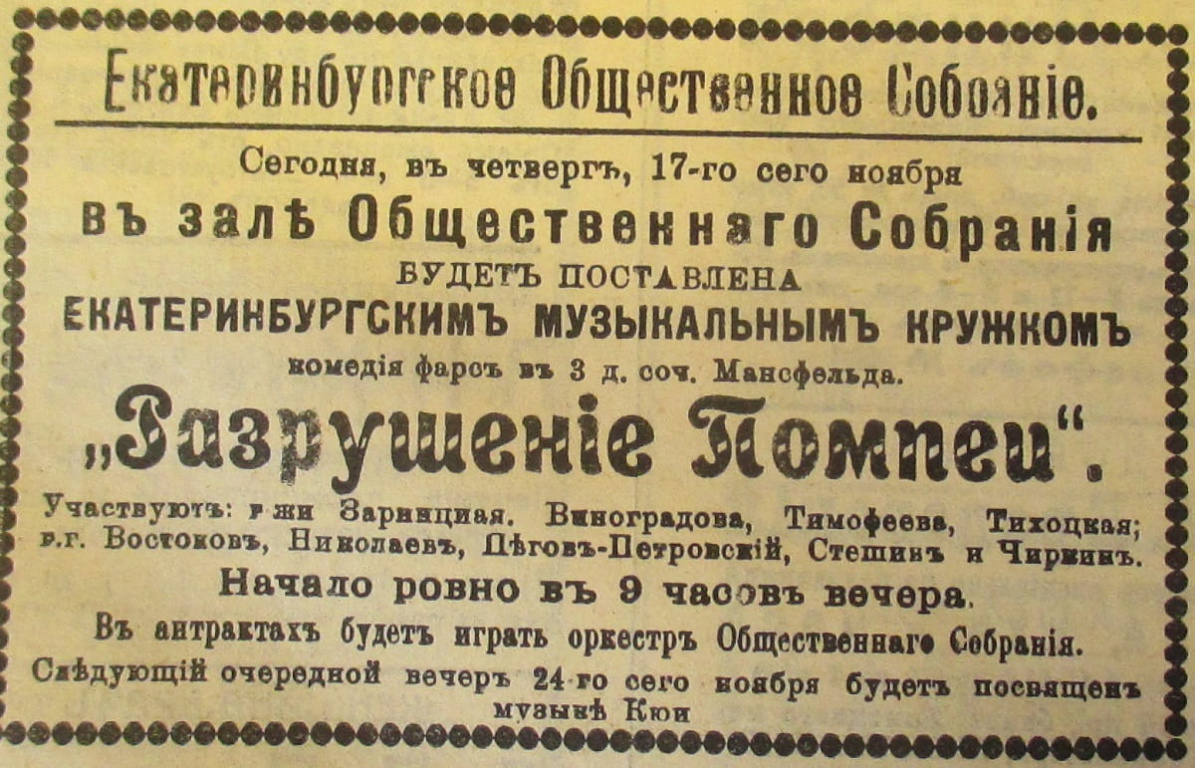 Екатеринбургское Общественное Собраніе.
Сегодня, въ четвергъ, 17-го сего ноября
въ залѣ Общественнаго Собранія
БУДЕТЪ ПОСТАВЛЕНА
ЕКАТЕРИНБУРГСКИМЪ МУЗЫКАЛЬНЫМЪ КРУЖКОМЪ
комедія фарсъ въ 3 д. соч. Мансфельда.
„Разрушеніе Помпеи“.
Участвуютъ: г жи Заринцкая. Виноградова, Тимофеева, Тихоцкая;
г.г. Востоковъ, Николаевъ, Дѣговъ-Петровскій, Стешинъ и Чиркинъ.
Начало ровно въ 9 часовъ вечера.
Въ антрактахъ будетъ играть оркестръ Общественнаго Собранія.
Слѣдующій очередной вечеръ 24-го сего ноября будетъ посвященъ
музыкѣ Кюи